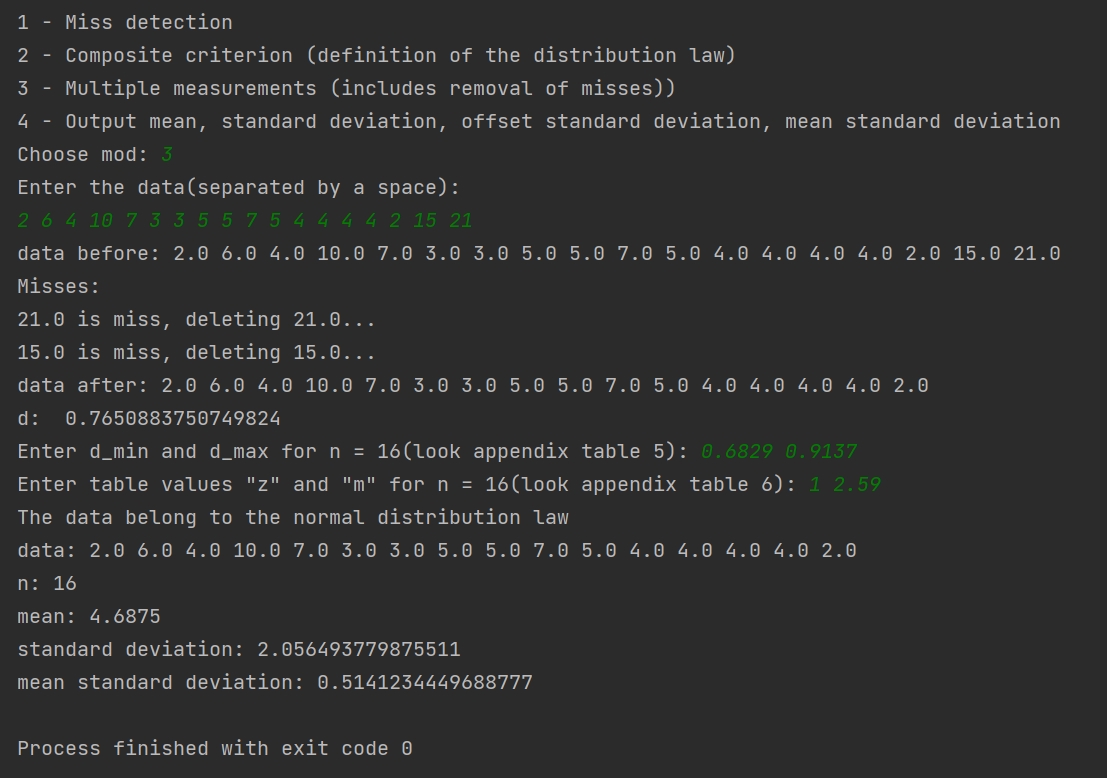 1 - Miss detection
2 - Composite criterion (definition of the distribution law)
3 - Multiple measurements (includes removal of misses))
4 - Output mean, standard deviation, offset standard deviation, mean standard deviation
Choose mod: 3
Enter the data(separated by a space):
2 6 4 10 7 3 3 5 5 7 5 4 4 4 4 2 15 21
data before: 2.0 6.0 4.0 10.0 7.0 3.0 3.0 5.0 5.0 7.0 5.0 4.0 4.0 4.0 4.0 2.0 15.0 21.0
Misses:
21.0 is miss, deleting 21.0...
15.0 is miss, deleting 15.0...
data after: 2.0 6.0 4.0 10.0 7.0 3.0 3.0 5.0 5.0 7.0 5.0 4.0 4.0 4.0 4.0 2.0
d:  0.7650883750749824
Enter d_min and d_max for n = 16(look appendix table 5): 0.6829 0.9137
Enter table values "z" and "m" for n = 16(look appendix table 6): 1 2.59
The data belong to the normal distribution law
data: 2.0 6.0 4.0 10.0 7.0 3.0 3.0 5.0 5.0 7.0 5.0 4.0 4.0 4.0 4.0 2.0
n: 16
mean: 4.6875
standard deviation: 2.056493779875511
mean standard deviation: 0.5141234449688777
Process finished with exit code 0